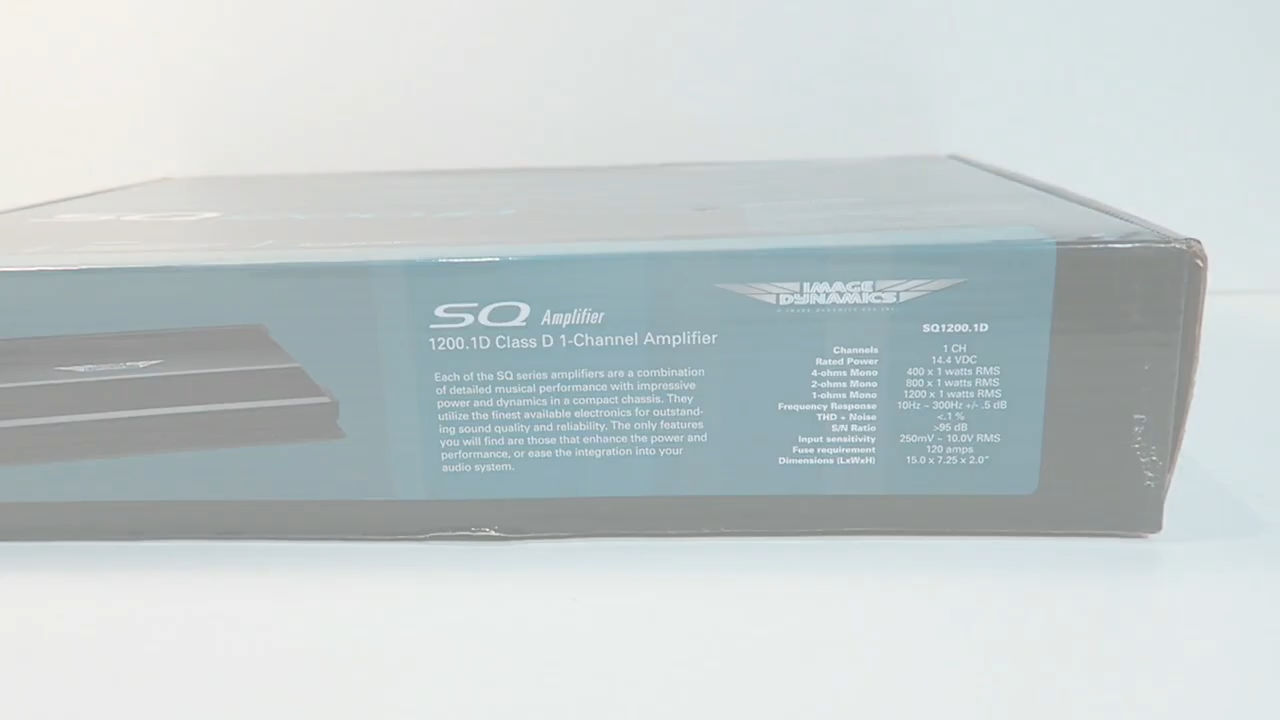 SQ
SQ Amplifier
1200.1D Class D 1-Channel Amplifier
Each of the SQ series amplifiers are a combination
of detailed musical performance with impressive
power and dynamics in a compact chassis. They
utilize the finest available electronics for outstand-
ing sound quality and reliability. The only features
you will find are those that enhance the power and
performance, or ease the integration into your
audio system.
IMAGE
DYNAMICS
SQ1200.1D
Channels 1 CH
Rated Power 14.4 VDC
4-ohms Mono 400 x 1 watts RMS
2-ohms Mono 800 x 1 watts RMS
1-ohms Mono 1200 x 1 watts RMS
Frequency Response 10Hz ~ 300Hz +/- .5 dB
THD + Noise <.1 %
S/N Ratio >95 dB
Input sensitivity 250mV ~ 10.0V RMS
Fuse requirement 120 amps
Dimensions (LxWxH) 15.0 x 7.25 x 2.0"